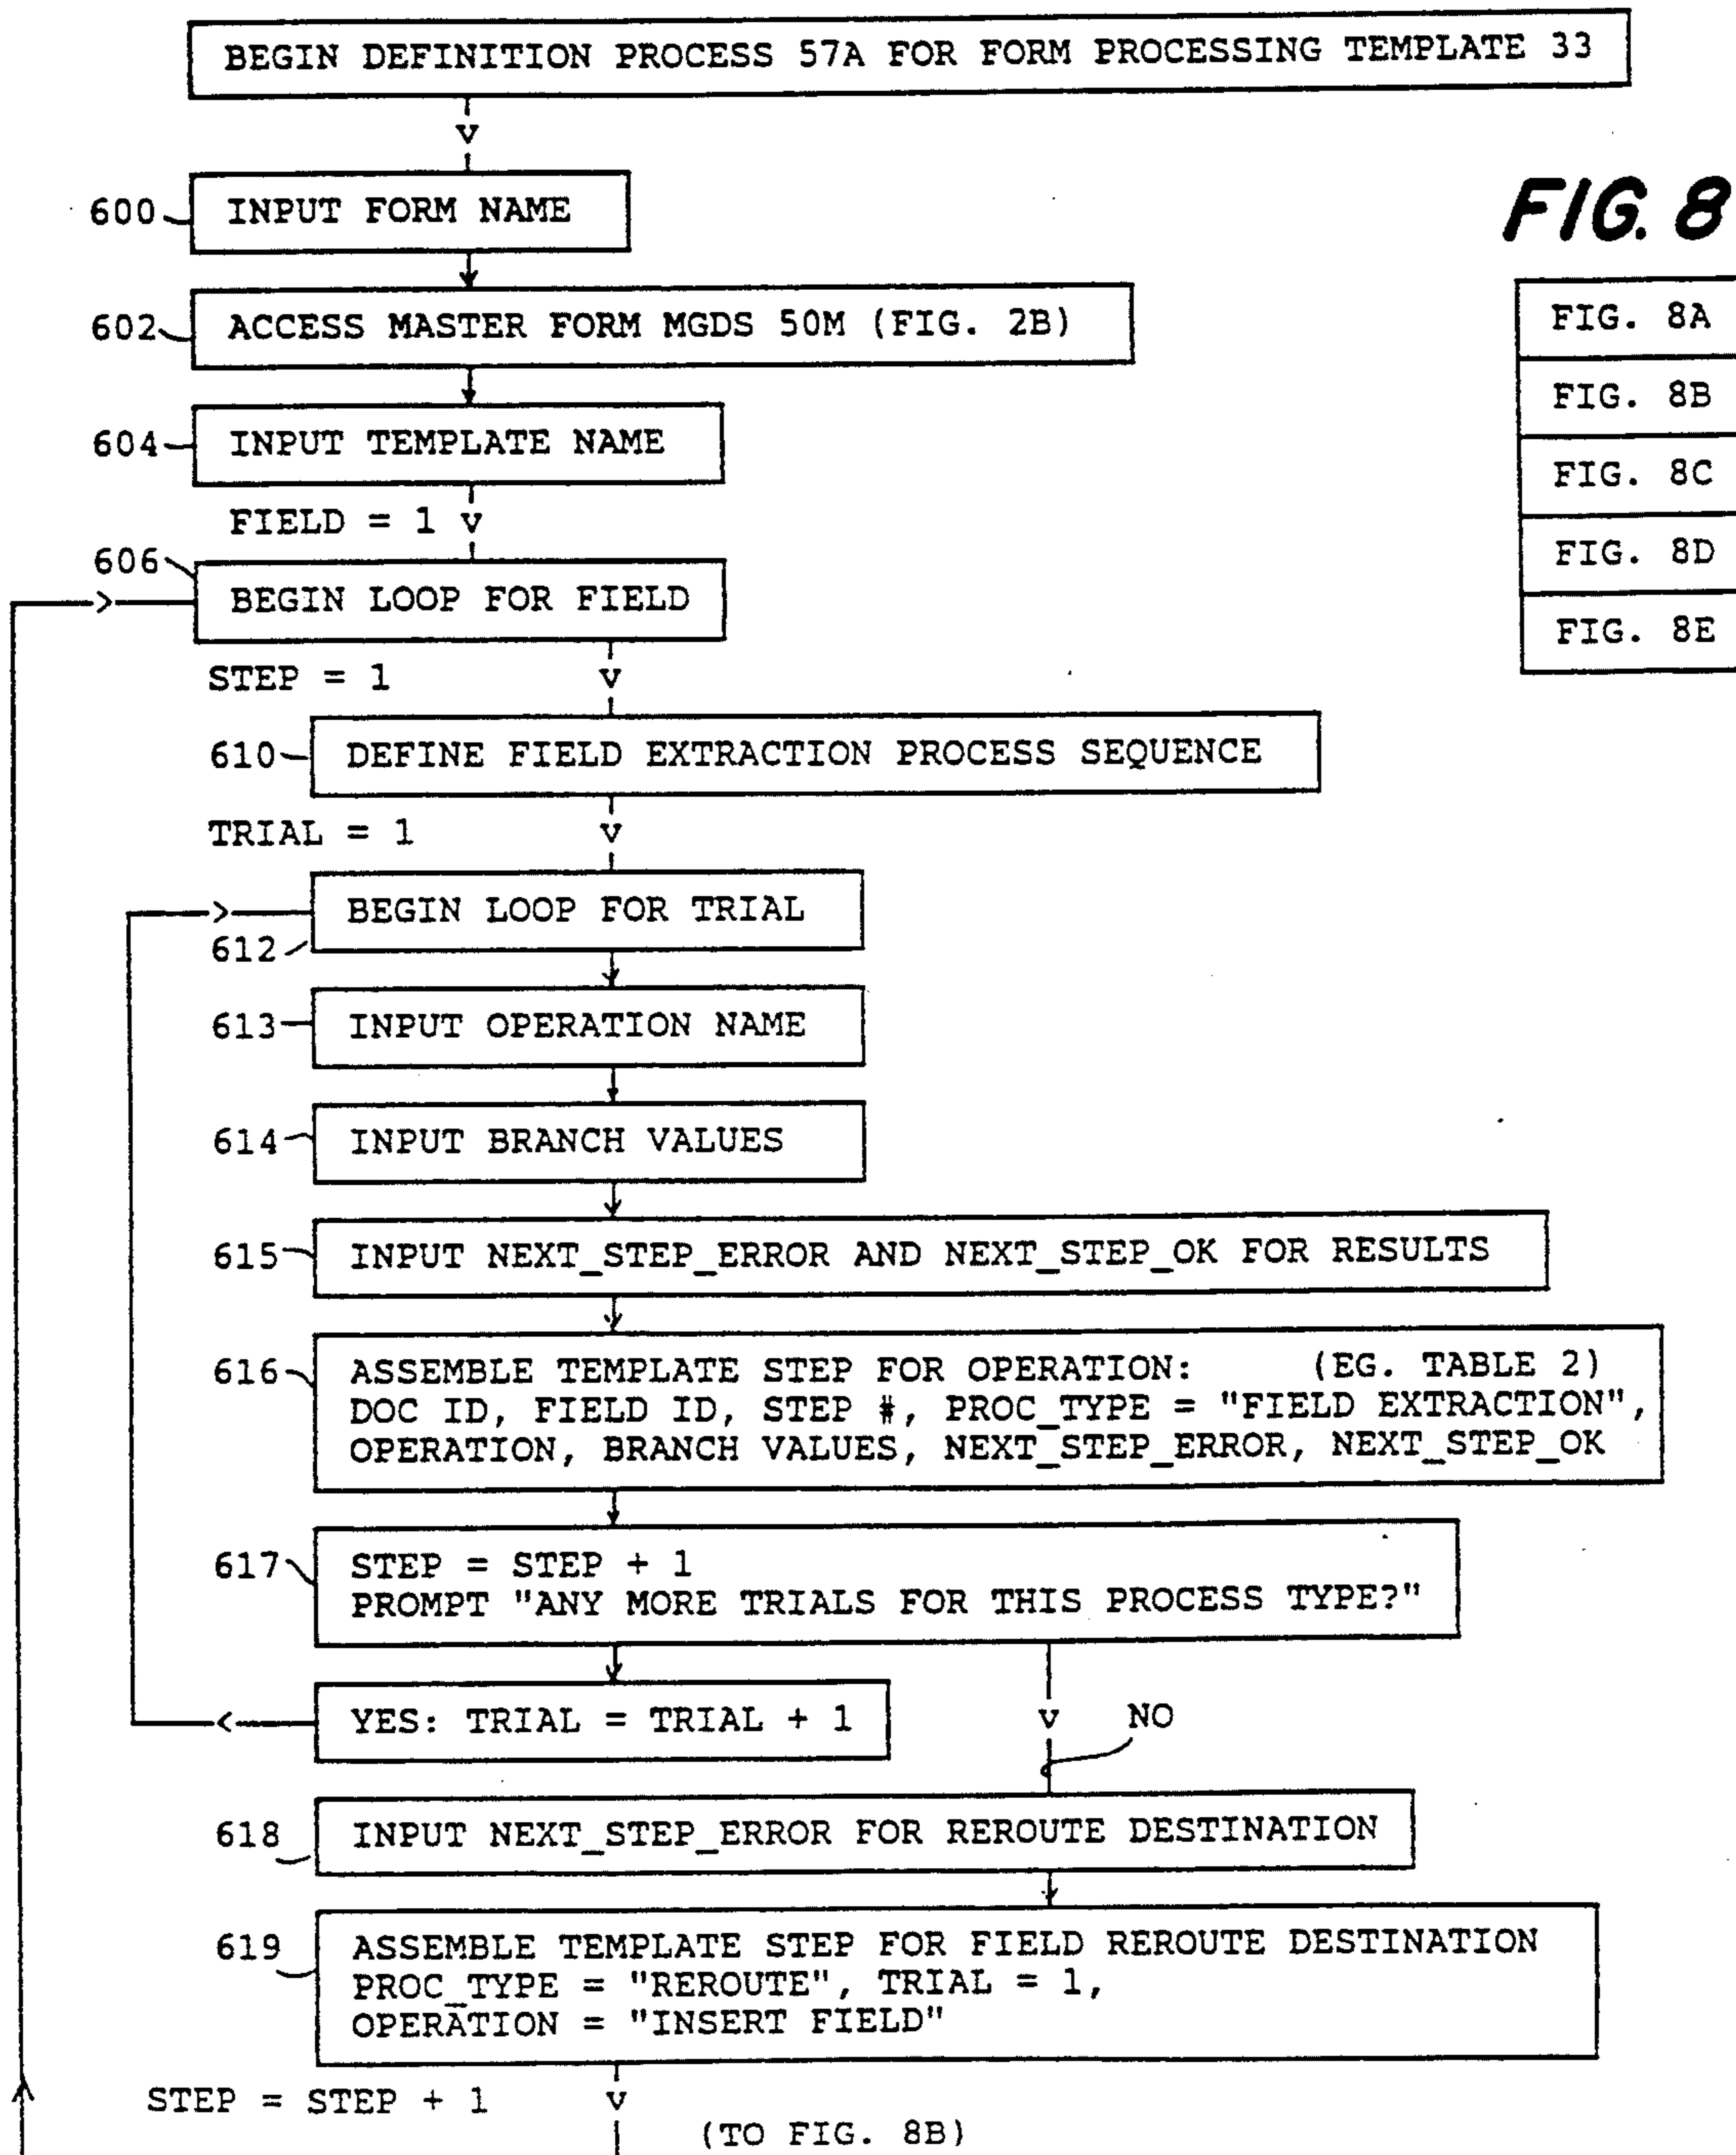 BEGIN DEFINITION PROCESS 57A FOR FORM PROCESSING TEMPLATE 33
V
600 INPUT FORM NAME
FIG. 8
602 ACCESS MASTER FORM MGDS 50M (FIG. 2B)
FIG. 8A
FIG. 8B
FIG. 8C
FIG. 8D
FIG. 8E
604 INPUT TEMPLATE NAME
FIELD = 1 V
606
> BEGIN LOOP FOR FIELD
STEP = 1 V
610 DEFINE FIELD EXTRACTION PROCESS SEQUENCE
TRIAL = 1 V
> BEGIN LOOP FOR TRIAL
612
613 INPUT OPERATION NAME
614 INPUT BRANCH VALUES
615 INPUT NEXT_STEP_ERROR AND NEXT_STEP_OK FOR RESULTS
616 ASSEMBLE TEMPLATE STEP FOR OPERATION: (EG. TABLE 2)
DOC ID, FIELD ID, STEP #, PROC_TYPE = "FIELD EXTRACTION",
OPERATION, BRANCH VALUES, NEXT_STEP_ERROR, NEXT_STEP_OK
617 STEP = STEP + 1
PROMPT "ANY MORE TRIALS FOR THIS PROCESS TYPE?"
< YES: TRIAL = TRIAL + 1 V NO
618 INPUT NEXT_STEP_ERROR FOR REROUTE DESTINATION
619 ASSEMBLE TEMPLATE STEP FOR FIELD REROUTE DESTINATION
PROC_TYPE = "REROUTE", TRIAL = 1,
OPERATION = "INSERT FIELD"
STEP = STEP + 1 V
(TO FIG. 8B)